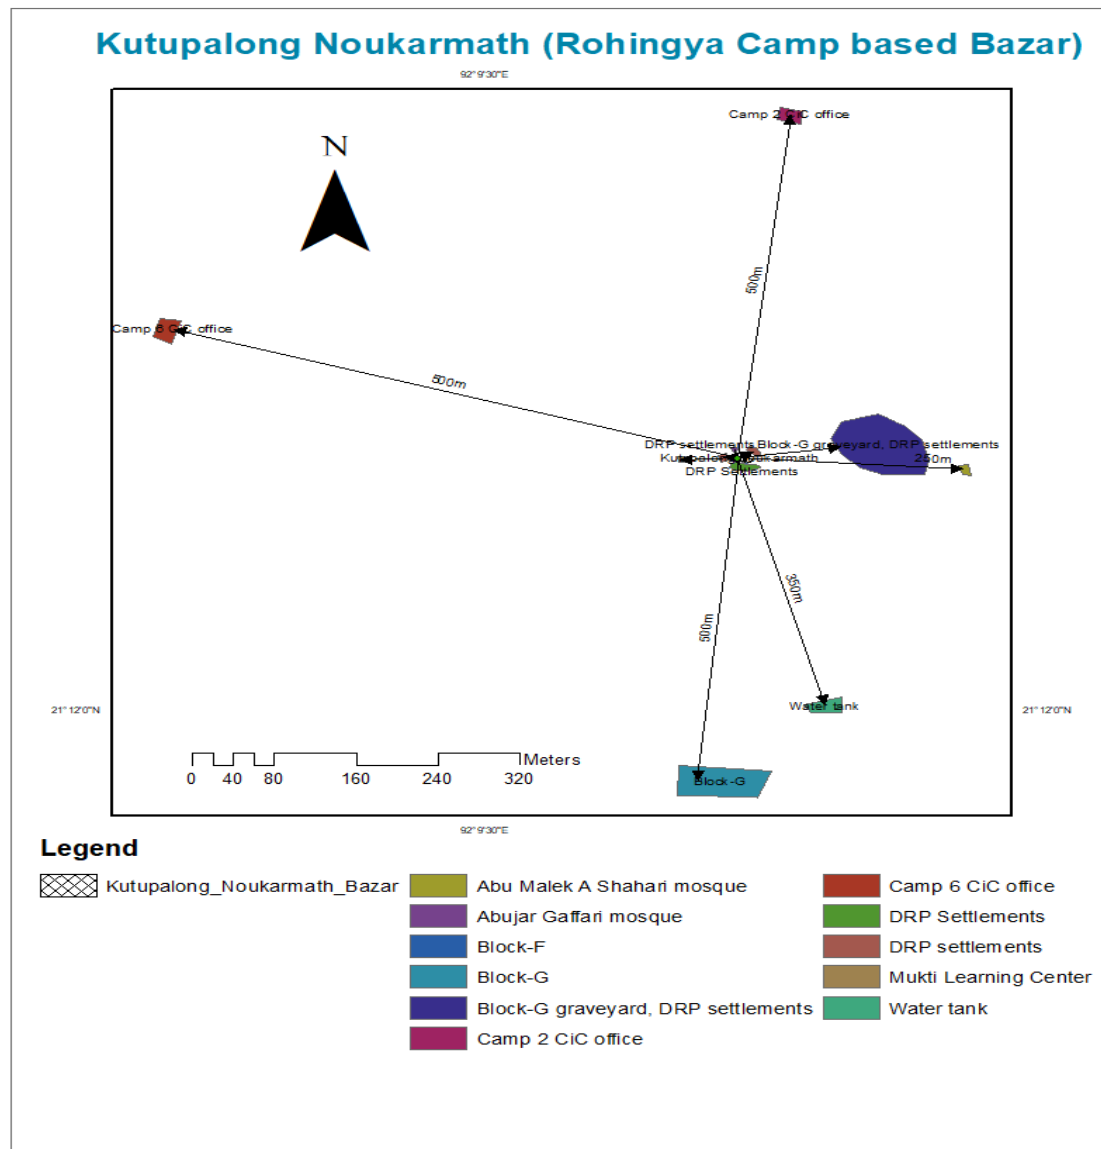 Kutupalong Noukarmath (Rohingya Camp based Bazar)
92°9'30"E
Camp 2 CiC office
500m
Camp 6 CiC office
500m
DRP settlements Block-G graveyard, DRP settlements
Kutupalong Noukarmath
250m
DRP Settlements
350m
500m
21°12'0"N
21°12'0"N
Water tank
Block-G
N
Meters
0 40 80 160 240 320
92°9'30"E
Legend
Kutupalong_Noukarmath_Bazar
Abu Malek A Shahari mosque
Abujar Gaffari mosque
Block-F
Block-G
Block-G graveyard, DRP settlements
Camp 2 CiC office
Camp 6 CiC office
DRP Settlements
DRP settlements
Mukti Learning Center
Water tank